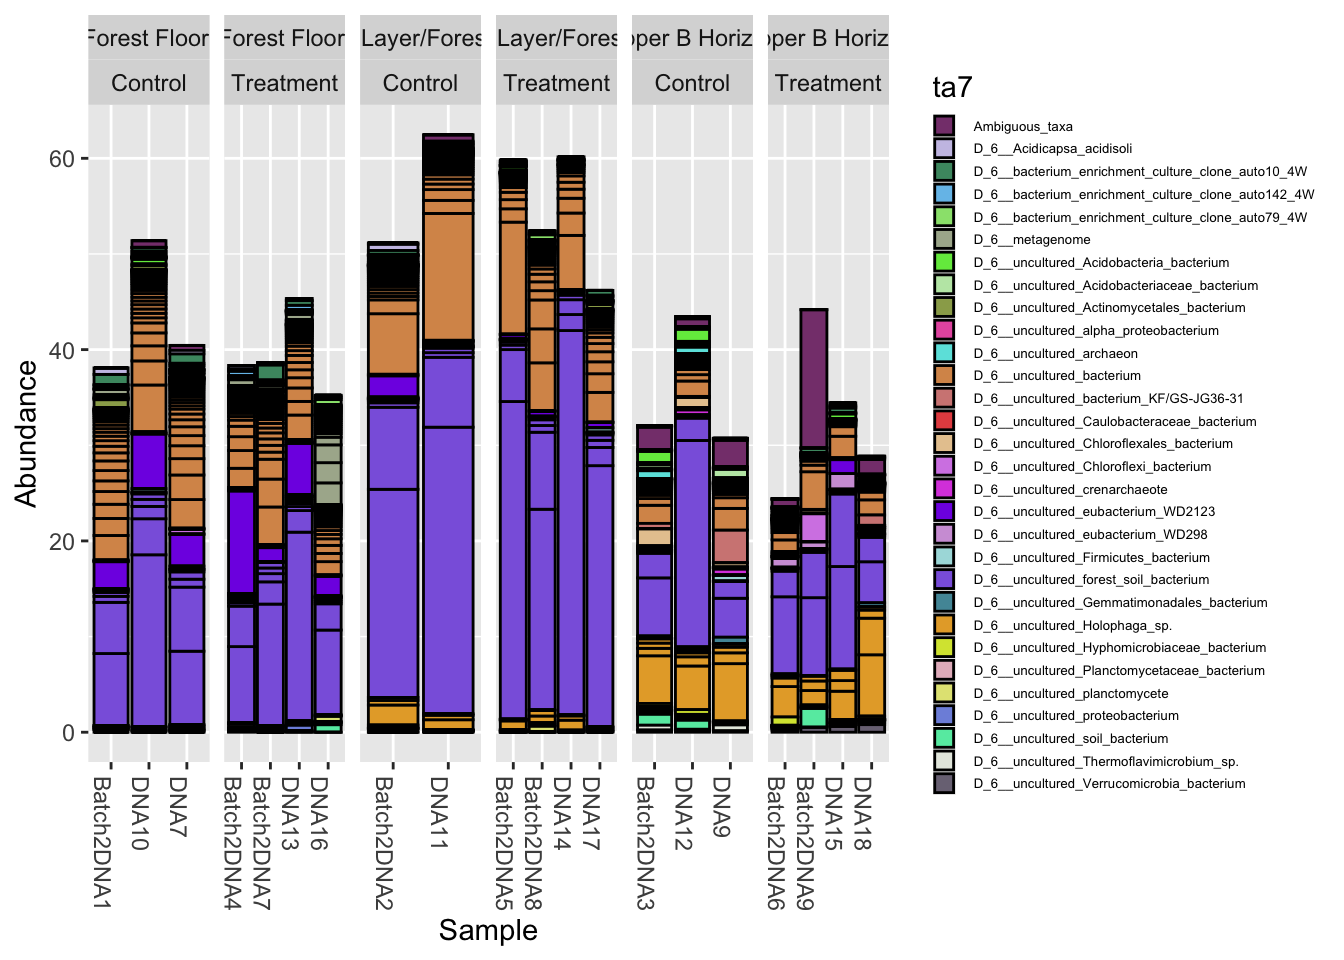 Forest Floor Forest Floor Layer/Fores Layer/Fores per B Horiz per B Horiz
Control Treatment Control Treatment Control Treatment
Abundance
60
40
20
0
Batch2DNA1 DNA10 DNA7 Batch2DNA4 Batch2DNA7 DNA13 DNA16 Batch2DNA2 DNA11 Batch2DNA5 Batch2DNA8 DNA14 DNA17 Batch2DNA3 DNA12 DNA9 Batch2DNA6 Batch2DNA9 DNA15 DNA18
Sample
ta7
Ambiguous_taxa
D_6__Acidicapsa_acidisoli
D_6__bacterium_enrichment_culture_clone_auto10_4W
D_6__bacterium_enrichment_culture_clone_auto142_4W
D_6__bacterium_enrichment_culture_clone_auto79_4W
D_6__metagenome
D_6__uncultured_Acidobacteria_bacterium
D_6__uncultured_Acidobacteriaceae_bacterium
D_6__uncultured_Actinomycetales_bacterium
D_6__uncultured_alpha_proteobacterium
D_6__uncultured_archaeon
D_6__uncultured_bacterium
D_6__uncultured_bacterium_KF/GS-JG36-31
D_6__uncultured_Caulobacteraceae_bacterium
D_6__uncultured_Chloroflexales_bacterium
D_6__uncultured_Chloroflexi_bacterium
D_6__uncultured_crenarchaeote
D_6__uncultured_eubacterium_WD2123
D_6__uncultured_eubacterium_WD298
D_6__uncultured_Firmicutes_bacterium
D_6__uncultured_forest_soil_bacterium
D_6__uncultured_Gemmatimonadales_bacterium
D_6__uncultured_Holophaga_sp.
D_6__uncultured_Hyphomicrobiaceae_bacterium
D_6__uncultured_Planctomycetaceae_bacterium
D_6__uncultured_planctomycete
D_6__uncultured_proteobacterium
D_6__uncultured_soil_bacterium
D_6__uncultured_Thermoflavimicrobium_sp.
D_6__uncultured_Verrucomicrobia_bacterium